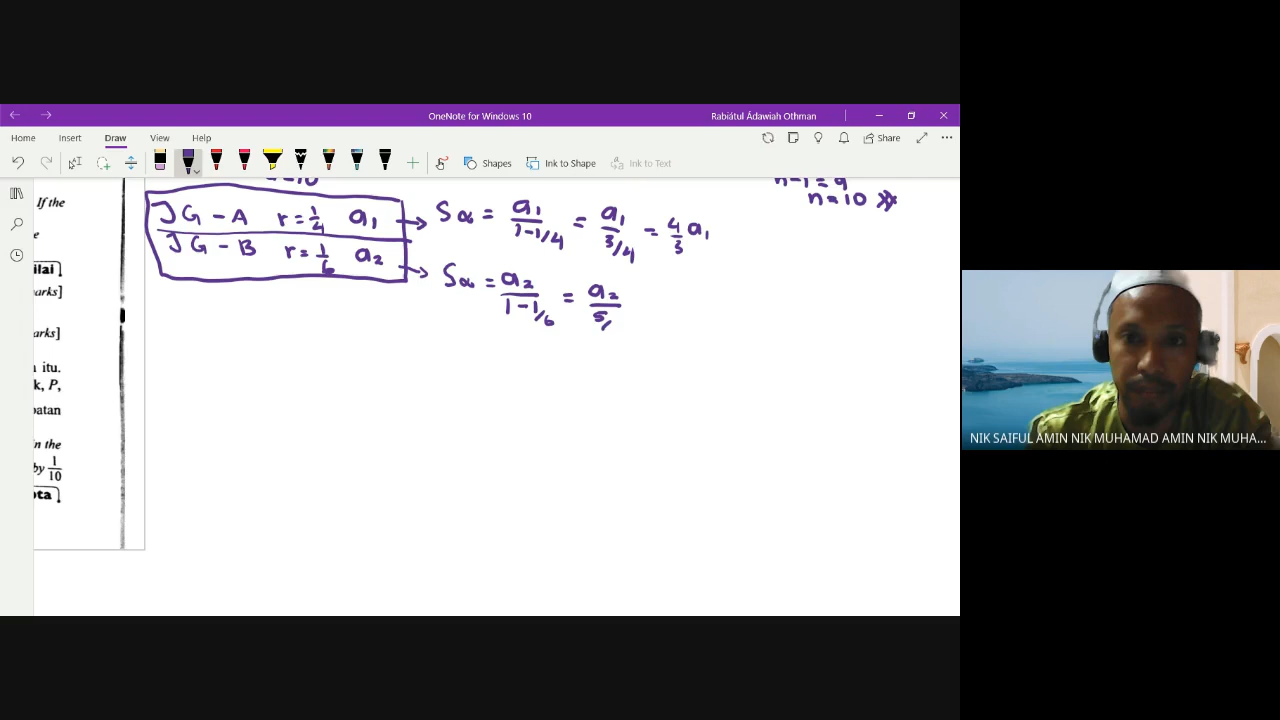 OneNote for Windows 10
Rabiátul Ádawiah Othman
Home Insert Draw View Help
Share
Shapes
Ink to Shape
Ink to Text
If the
ilai
arks]
arks]
itu.
k, P,
patan
in the
by 1/10
ota
n-1 = 9
n = 10
JG - A r = 1/4 a₁
JG - B r = 1/6 a₂
S∞ = a₁/(1-1/4) = a₁/(3/4) = 4/3 a₁
S∞ = a₂/(1-1/6) = a₂/5/
NIK SAIFUL AMIN NIK MUHAMAD AMIN NIK MUHA...